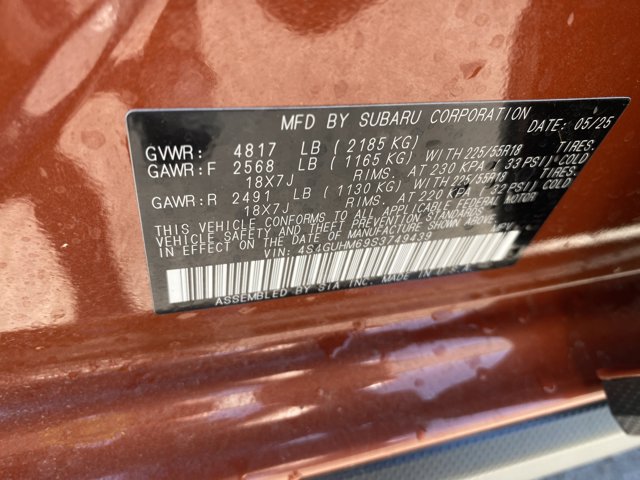 MFD BY SUBARU CORPORATION DATE: 05/25
GVWR: 4817 LB (2185 KG)
GAWR:F 2568 LB (1165 KG) WITH 225/55R18 TIRES.
18X7J RIMS. AT 230 KPA (33 PSI) COLD
GAWR:R 2491 LB (1130 KG) WITH 225/55R18 TIRES.
18X7J RIMS. AT 220 KPA (32 PSI) COLD
THIS VEHICLE CONFORMS TO ALL APPLICABLE FEDERAL MOTOR
VEHICLE SAFETY AND THEFT PREVENTION STANDARDS
IN EFFECT ON THE DATE OF MANUFACTURE SHOWN ABOVE.
VIN: 4S4GUHM69S3749439 MPV
ASSEMBLED BY SIA INC. MADE IN U.S.A.